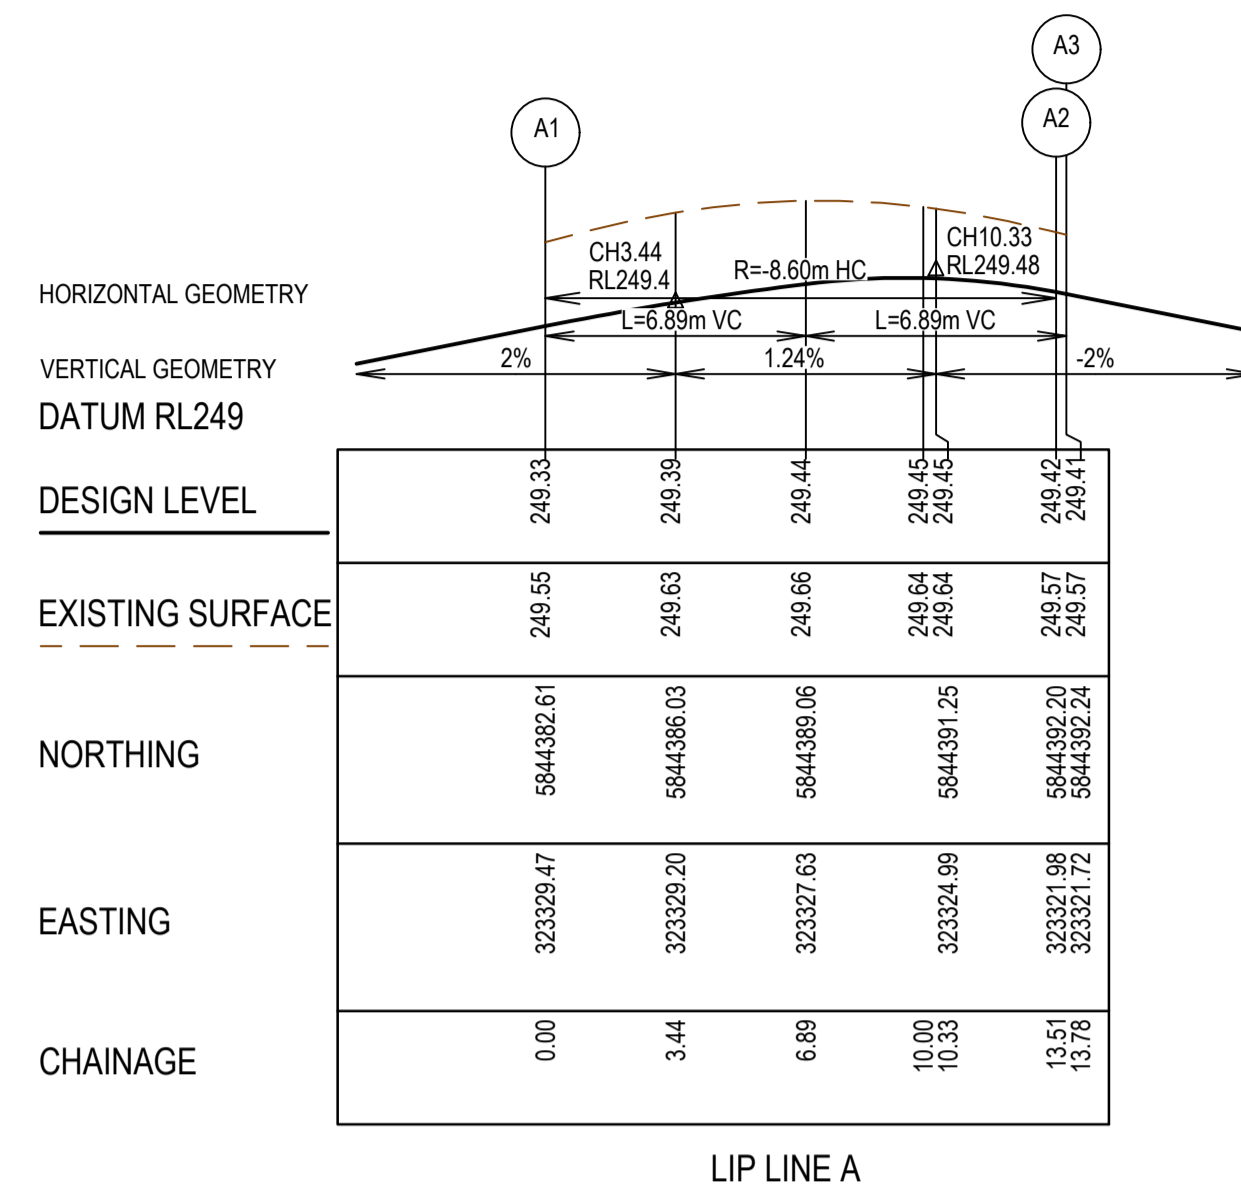 A3
A1
A2
CH3.44
RL249.4
R=-8.60m HC
CH10.33
RL249.48
HORIZONTAL GEOMETRY
L=6.89m VC
L=6.89m VC
VERTICAL GEOMETRY
2%
1.24%
-2%
DATUM RL249
DESIGN LEVEL
249.33
249.39
249.44
249.45
249.45
249.42
249.41
EXISTING SURFACE
249.55
249.63
249.66
249.64
249.64
249.57
249.57
NORTHING
5844382.61
5844386.03
5844389.06
5844391.25
5844392.20
5844392.24
EASTING
323329.47
323329.20
323327.63
323324.99
323321.98
323321.72
CHAINAGE
0.00
3.44
6.89
10.00
10.33
13.51
13.78
LIP LINE A